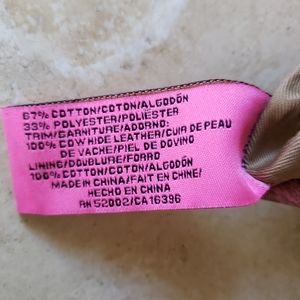 67% COTTON/COTON/ALGODÓN
33% POLYESTER/POLIÉSTER
TRIM/GARNITURE/ADORNO:
100% COWHIDE LEATHER/CUIR DE PEAU
DE VACHE/PIEL DE DOVINO
LINING/DOUBLURE/FORRO
100% COTTON/COTON/ALGODÓN
MADE IN CHINA/FAIT EN CHINE/
HECHO EN CHINA
RN 52002/CA 16396